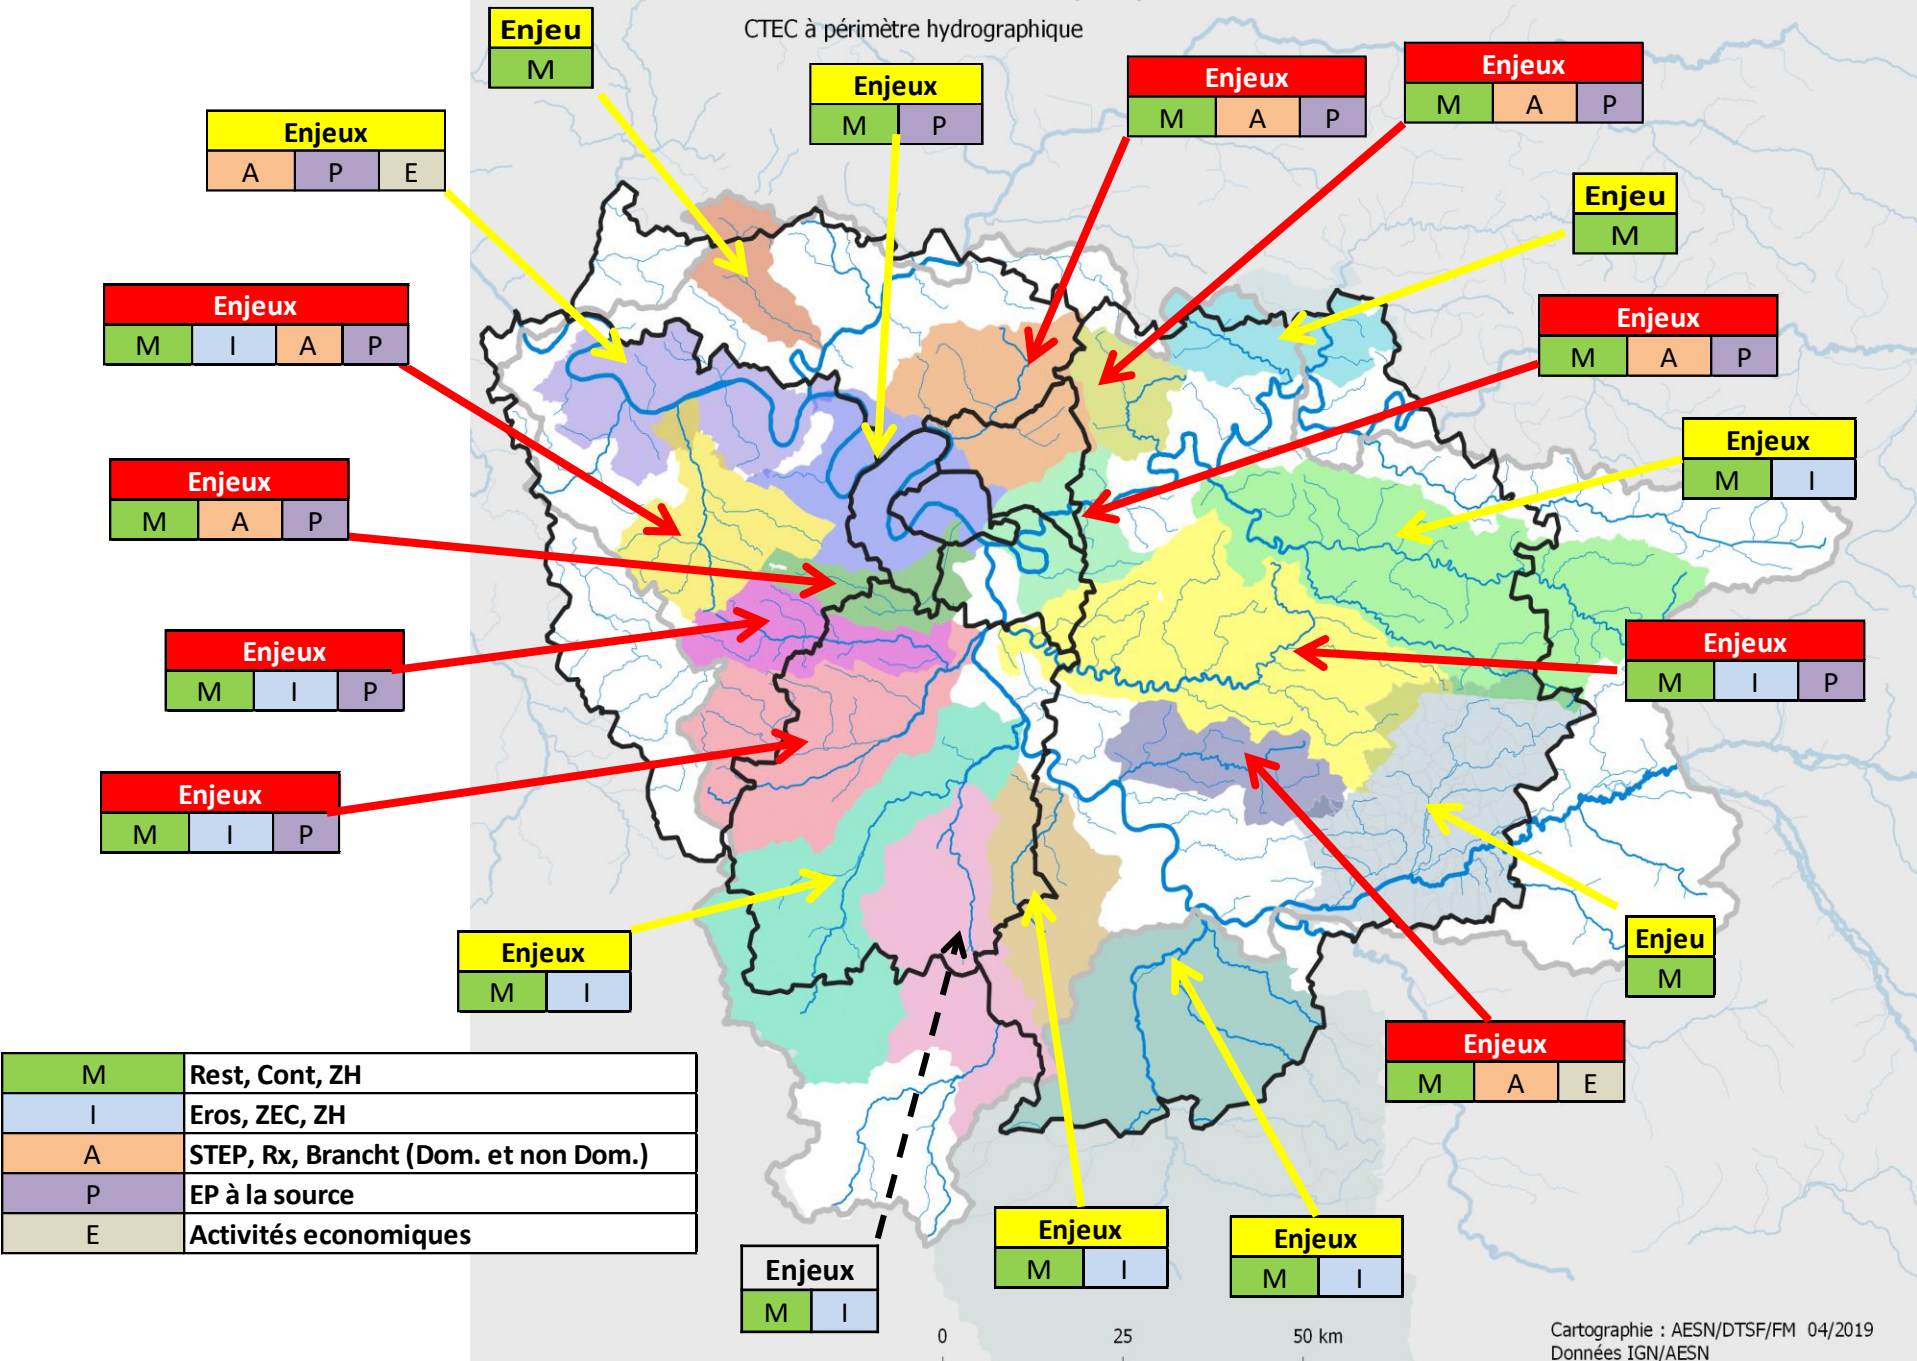 CTEC à périmètre hydrographique
Enjeu
M
Enjeux
M P
Enjeux
M A P
Enjeux
M A P
Enjeux
A P E
Enjeu
M
Enjeux
M I A P
Enjeux
M A P
Enjeux
M I
Enjeux
M A P
Enjeux
M I P
Enjeux
M I P
Enjeux
M I P
Enjeux
M I
Enjeu
M
Enjeux
M A E
M Rest, Cont, ZH
I Eros, ZEC, ZH
A STEP, Rx, Brancht (Dom. et non Dom.)
P EP à la source
E Activités economiques
Enjeux
M I
Enjeux
M I
Enjeux
M I
0 25 50 km
Cartographie : AESN/DTSF/FM 04/2019
Données IGN/AESN